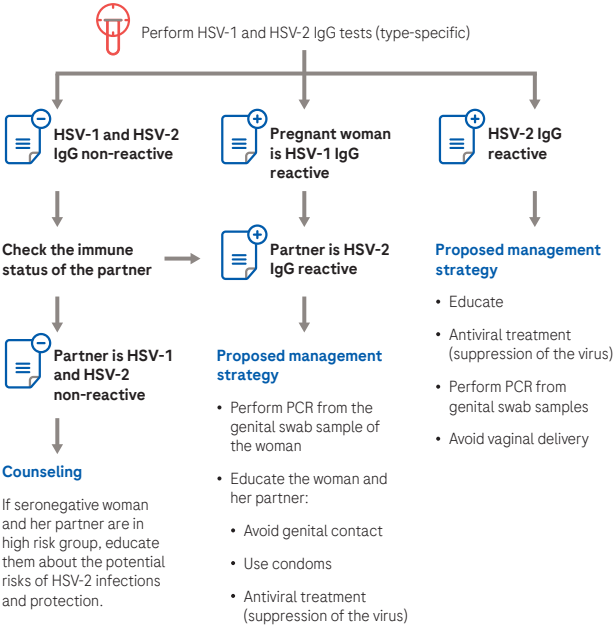 Perform HSV-1 and HSV-2 IgG tests (type-specific)
HSV-1 and HSV-2
IgG non-reactive
Check the immune
status of the partner
Partner is HSV-1
and HSV-2
non-reactive
Counseling
If seronegative woman
and her partner are in
high risk group, educate
them about the potential
risks of HSV-2 infections
and protection.
Pregnant woman
is HSV-1 IgG
reactive
Partner is HSV-2
IgG reactive
Proposed management
strategy
• Perform PCR from the
genital swab sample of
the woman
• Educate the woman and
her partner:
• Avoid genital contact
• Use condoms
• Antiviral treatment
(suppression of the virus)
HSV-2 IgG
reactive
Proposed management
strategy
• Educate
• Antiviral treatment
(suppression of the virus)
• Perform PCR from
genital swab samples
• Avoid vaginal delivery